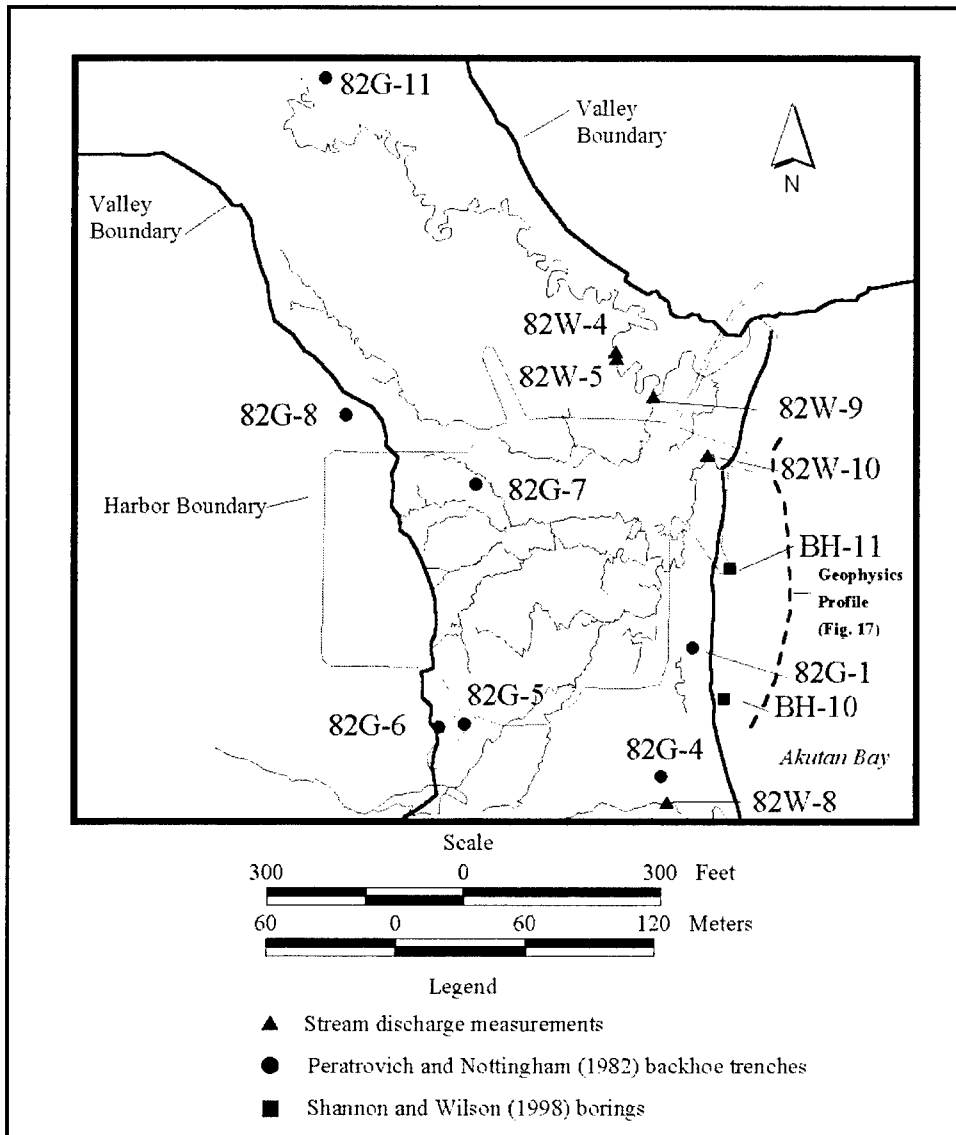 82G-11
Valley
Boundary
N
Valley
Boundary
82W-4
82W-5
82W-9
82G-8
82W-10
82G-7
Harbor Boundary
BH-11
Geophysics
Profile
(Fig. 17)
82G-1
82G-5
BH-10
82G-6
82G-4
Akutan Bay
82W-8
Scale
300 0 300 Feet
60 0 60 120 Meters
Legend
Stream discharge measurements
Peratrovich and Nottingham (1982) backhoe trenches
Shannon and Wilson (1998) borings